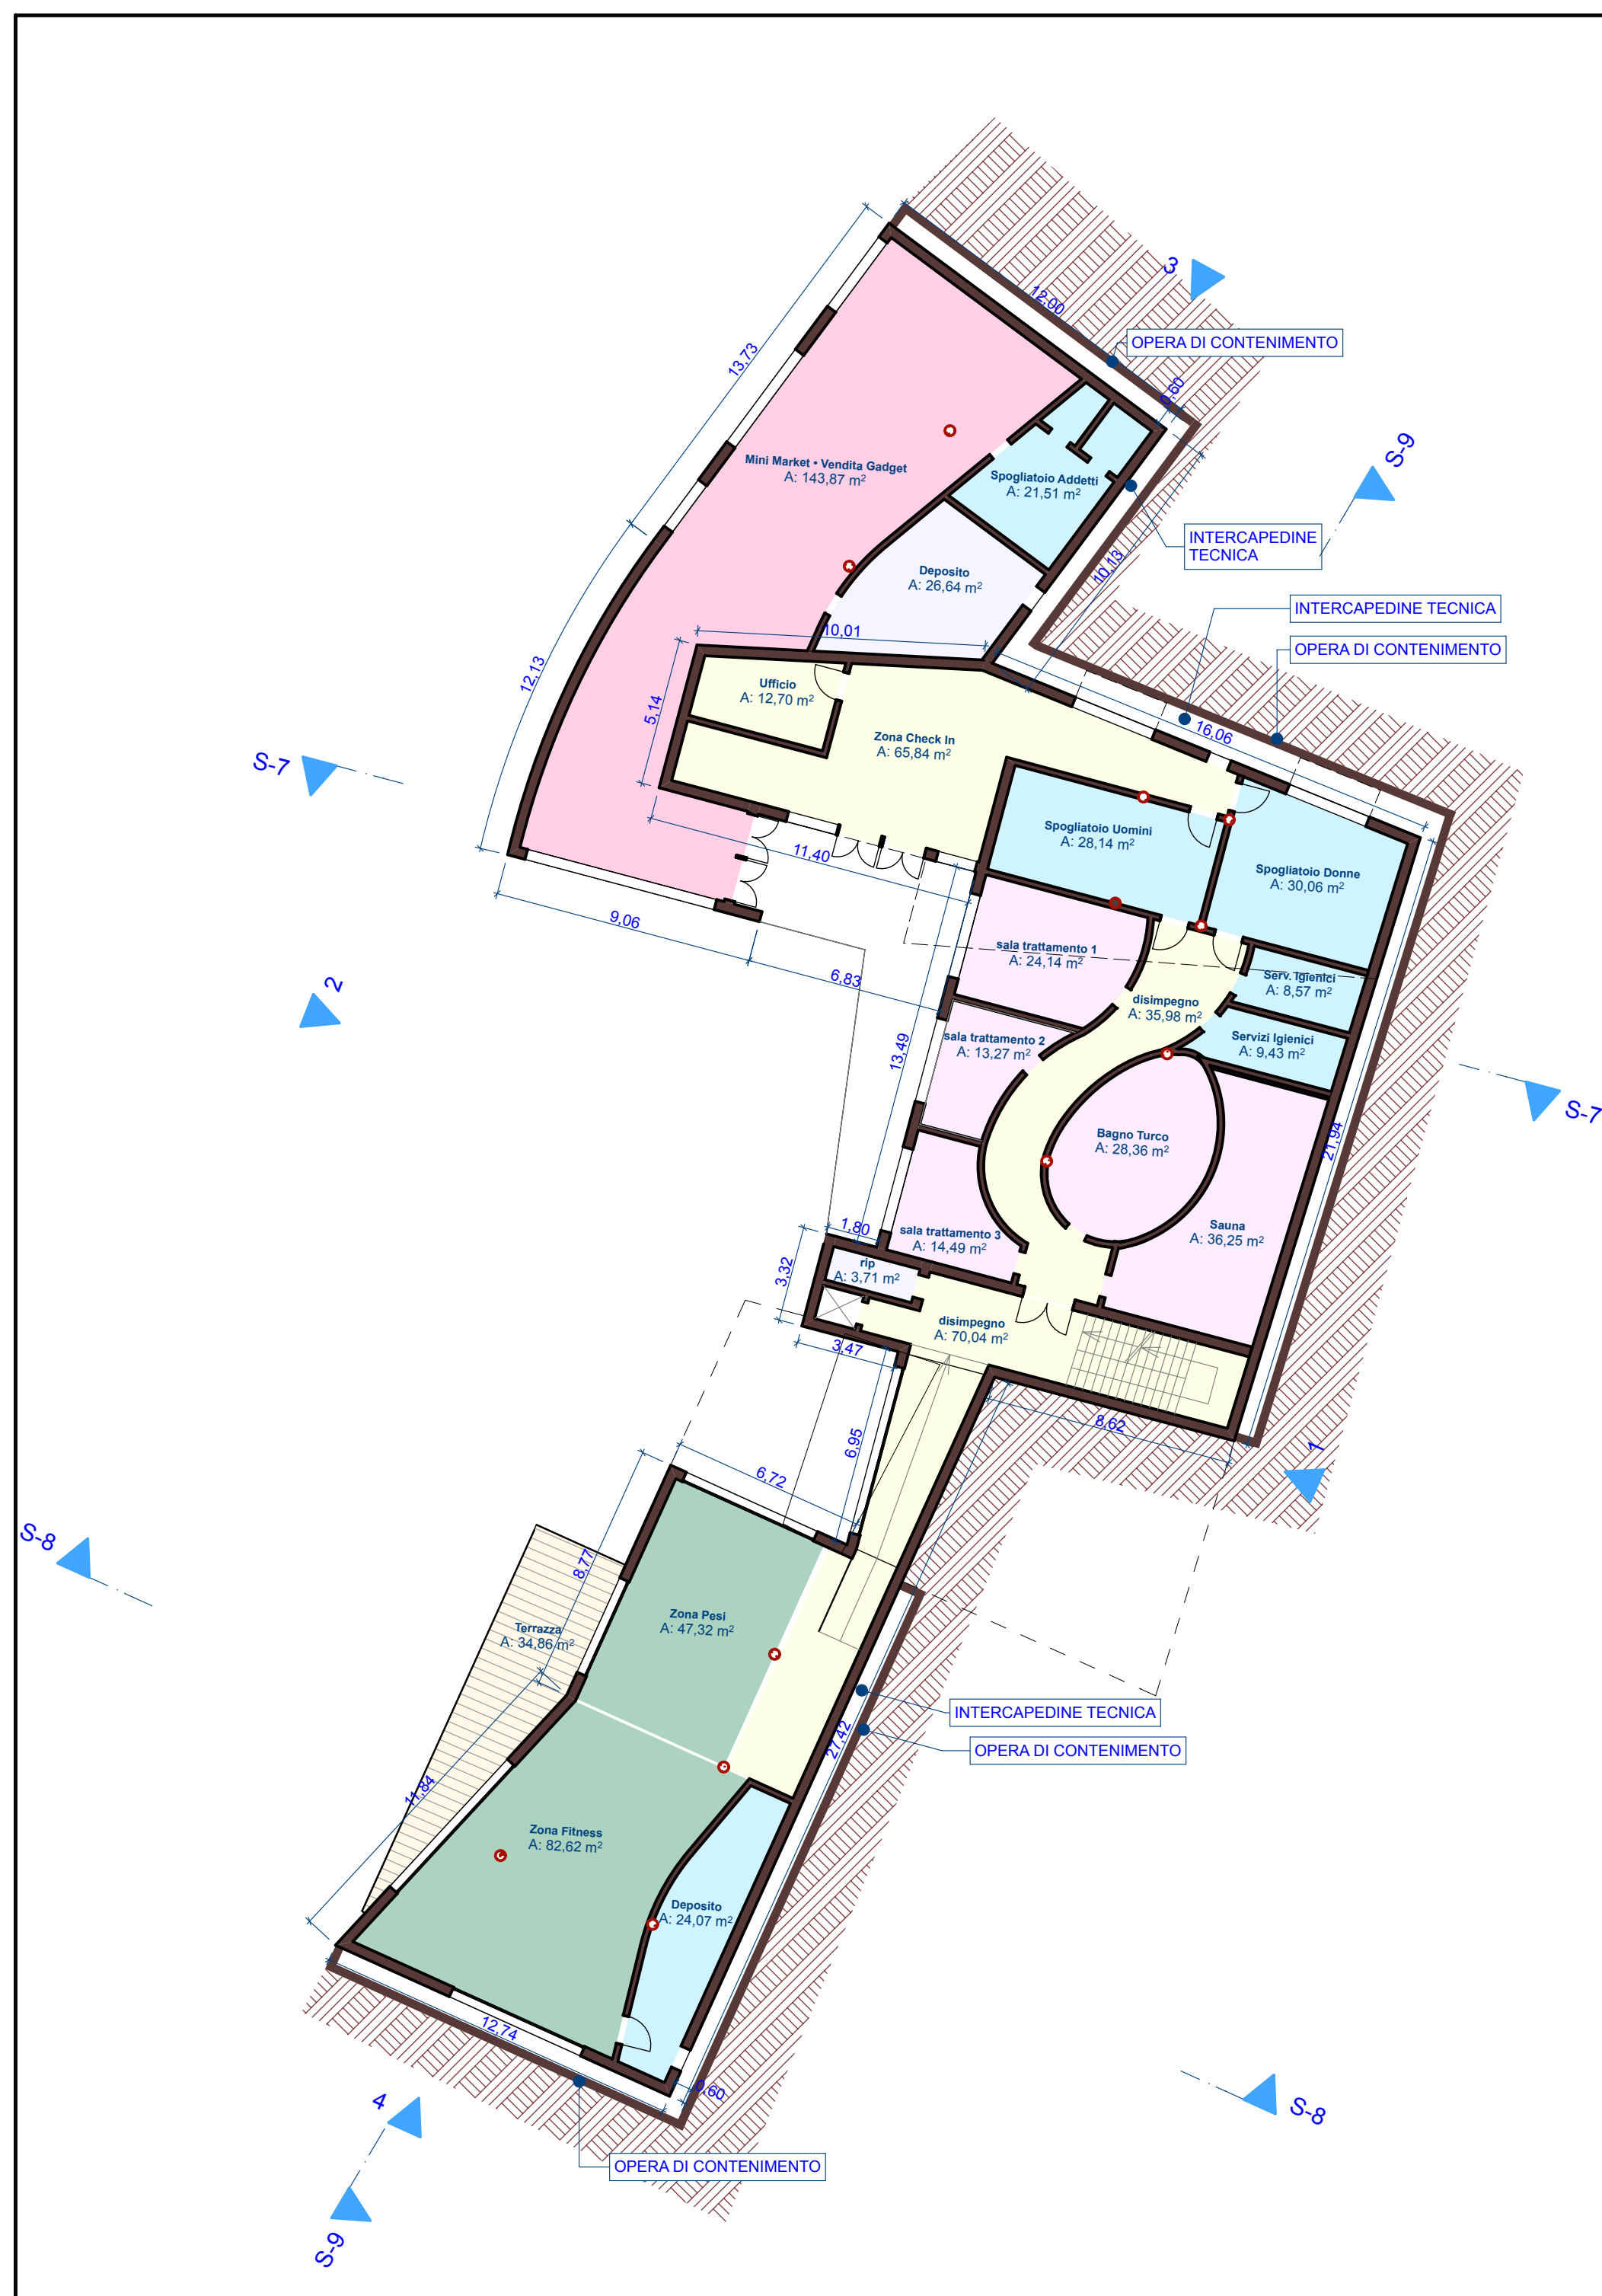 3
12,00
OPERA DI CONTENIMENTO
13,73
0,60
S-9
Mini Market • Vendita Gadget
A: 143,87 m²
Spogliatoio Addetti
A: 21,51 m²
INTERCAPEDINE
TECNICA
10,13
Deposito
A: 26,64 m²
INTERCAPEDINE TECNICA
OPERA DI CONTENIMENTO
10,01
12,13
Ufficio
A: 12,70 m²
5,14
16,06
Zona Check In
A: 65,84 m²
S-7
Spogliatoio Uomini
A: 28,14 m²
11,40
Spogliatoio Donne
A: 30,06 m²
9,06
sala trattamento 1
A: 24,14 m²
6,83
2
Serv. Igienici
A: 8,57 m²
disimpegno
A: 35,98 m²
sala trattamento 2
A: 13,27 m²
Servizi Igienici
A: 9,43 m²
13,49
S-7
Bagno Turco
A: 28,36 m²
21,94
1,80
sala trattamento 3
A: 14,49 m²
Sauna
A: 36,25 m²
3,32
rip
A: 3,71 m²
disimpegno
A: 70,04 m²
3,47
8,62
6,95
1
6,72
S-8
8,77
Zona Pesi
A: 47,32 m²
Terrazza
A: 34,86 m²
INTERCAPEDINE TECNICA
27,42
OPERA DI CONTENIMENTO
11,84
Zona Fitness
A: 82,62 m²
Deposito
A: 24,07 m²
12,74
0,60
4
S-8
OPERA DI CONTENIMENTO
S-9